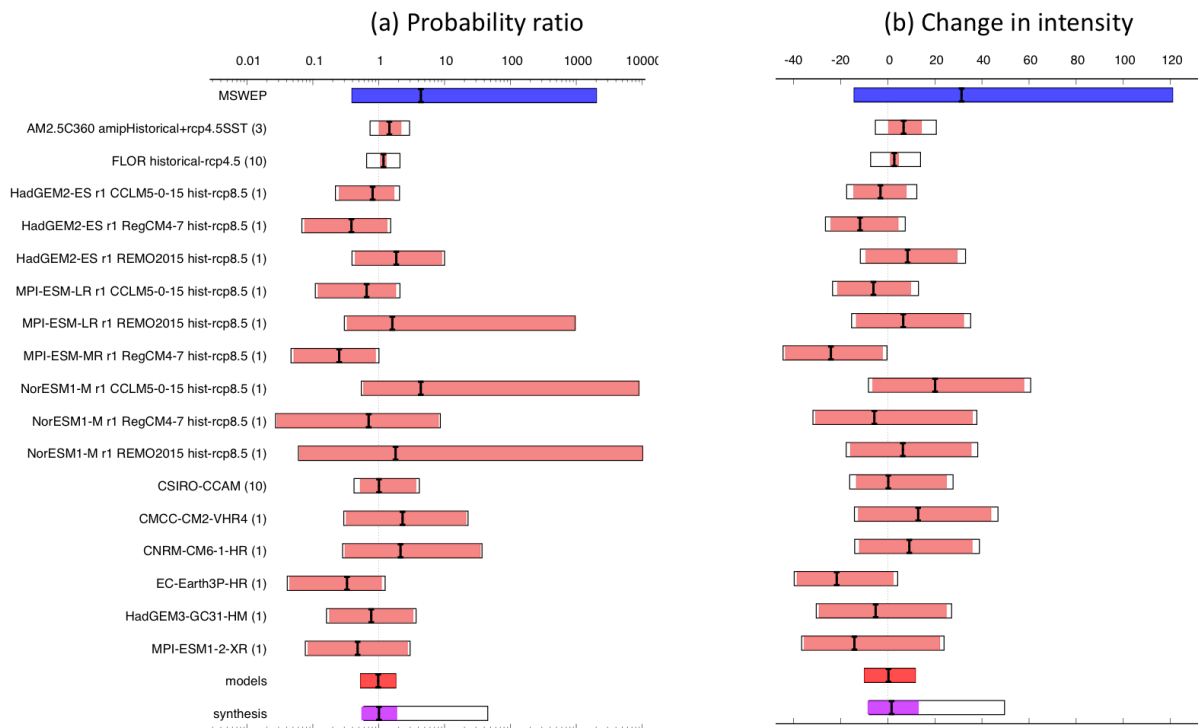 (a) Probability ratio
(b) Change in intensity
0.01 0.1 1 10 100 1000 10000
-40 -20 0 20 40 60 80 100 120
MSWEP
AM2.5C360 amipHistorical+rcp4.5SST (3)
FLOR historical-rcp4.5 (10)
HadGEM2-ES r1 CCLM5-0-15 hist-rcp8.5 (1)
HadGEM2-ES r1 RegCM4-7 hist-rcp8.5 (1)
HadGEM2-ES r1 REMO2015 hist-rcp8.5 (1)
MPI-ESM-LR r1 CCLM5-0-15 hist-rcp8.5 (1)
MPI-ESM-LR r1 REMO2015 hist-rcp8.5 (1)
MPI-ESM-MR r1 RegCM4-7 hist-rcp8.5 (1)
NorESM1-M r1 CCLM5-0-15 hist-rcp8.5 (1)
NorESM1-M r1 RegCM4-7 hist-rcp8.5 (1)
NorESM1-M r1 REMO2015 hist-rcp8.5 (1)
CSIRO-CCAM (10)
CMCC-CM2-VHR4 (1)
CNRM-CM6-1-HR (1)
EC-Earth3P-HR (1)
HadGEM3-GC31-HM (1)
MPI-ESM1-2-XR (1)
models
synthesis